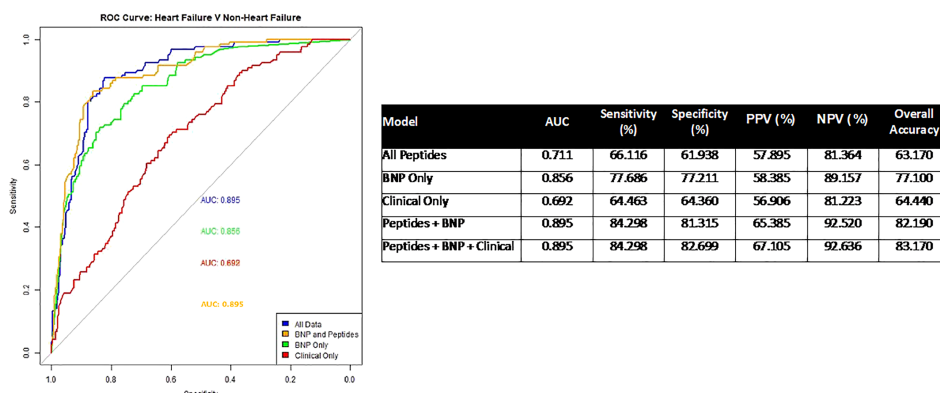 ROC Curve: Heart Failure V Non-Heart Failure
1.0
0.8
0.6
0.4
0.2
0.0
Sensitivity
AUC: 0.895
AUC: 0.856
AUC: 0.692
AUC: 0.895
All Data
BNP and Peptides
BNP Only
Clinical Only
1.0 0.8 0.6 0.4 0.2 0.0
Model AUC Sensitivity (%) Specificity (%) PPV (%) NPV (%) Overall Accuracy
All Peptides 0.711 66.116 61.938 57.895 81.364 63.170
BNP Only 0.856 77.686 77.211 58.385 89.157 77.100
Clinical Only 0.692 64.463 64.360 56.906 81.223 64.440
Peptides + BNP 0.895 84.298 81.315 65.385 92.520 82.190
Peptides + BNP + Clinical 0.895 84.298 82.699 67.105 92.636 83.170